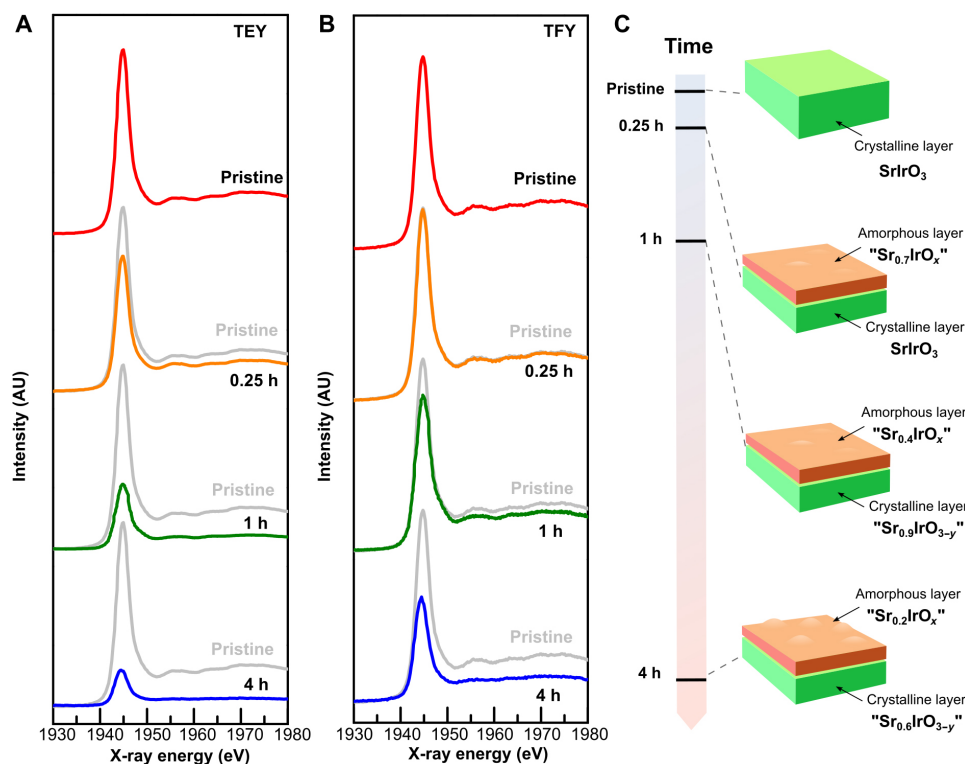 A
TEY
Pristine
Pristine
0.25 h
Pristine
1 h
Pristine
4 h
Intensity (AU)
1930 1940 1950 1960 1970 1980
X-ray energy (eV)
B
TFY
Pristine
0.25 h
Pristine
1 h
Pristine
4 h
Intensity (AU)
1930 1940 1950 1960 1970 1980
X-ray energy (eV)
C
Time
Pristine
0.25 h
1 h
4 h
Crystalline layer
SrIrO₃
Amorphous layer
"Sr₀.₇IrOₓ"
Crystalline layer
SrIrO₃
Amorphous layer
"Sr₀.₄IrOₓ"
Crystalline layer
"Sr₀.₉IrO₃₋y"
Amorphous layer
"Sr₀.₂IrOₓ"
Crystalline layer
"Sr₀.₆IrO₃₋y"